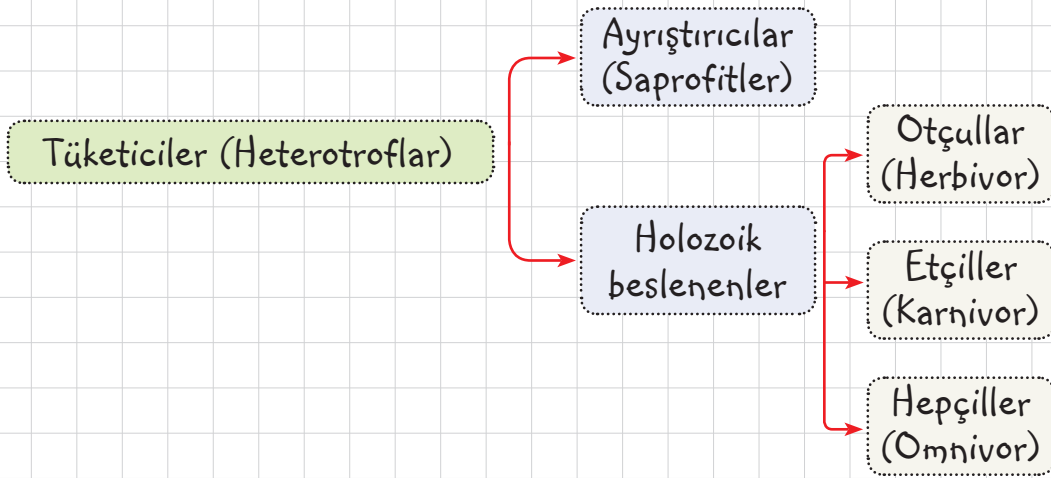 Tüketiciler (Heterotroflar)
Ayrıştırıcılar
(Saprofitler)
Holozoik
beslenenler
Otçullar
(Herbivor)
Etçiller
(Karnivor)
Hepçiller
(Omnivor)